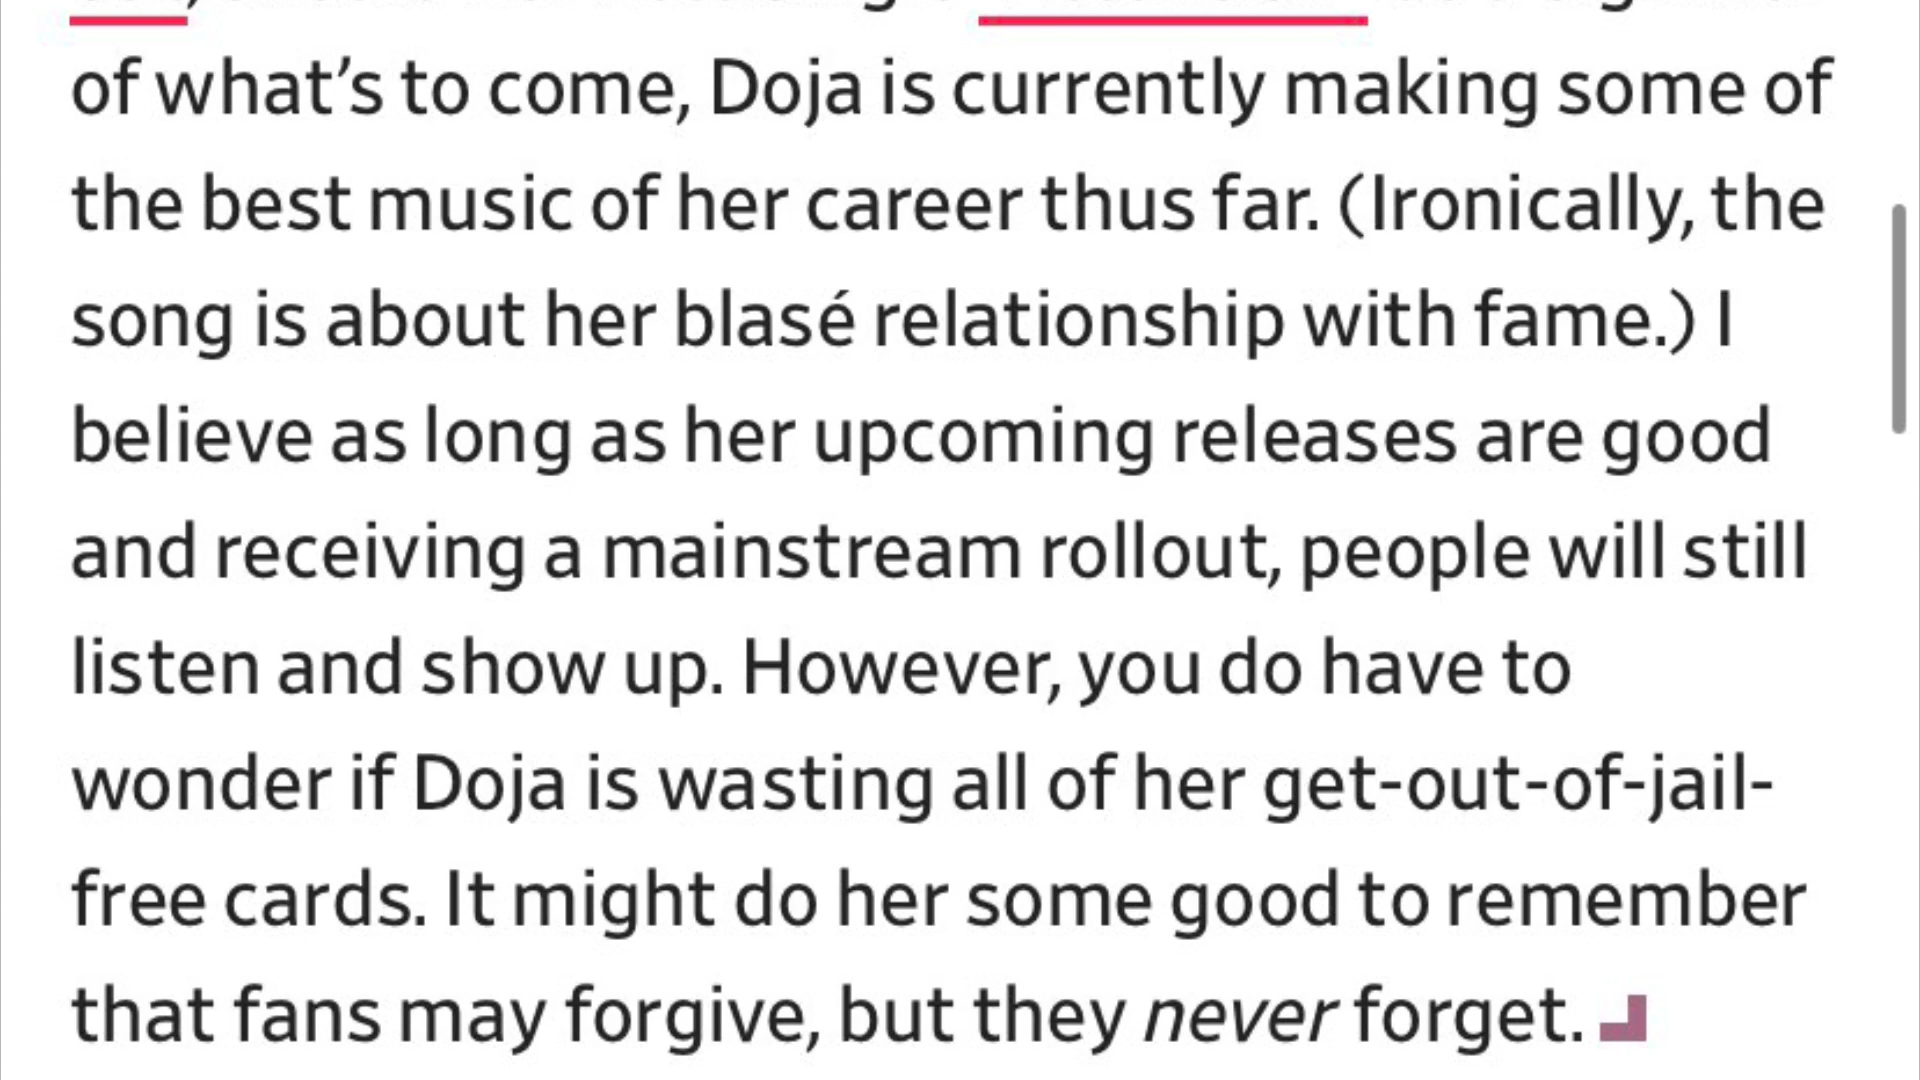 of what’s to come, Doja is currently making some of
the best music of her career thus far. (Ironically, the
song is about her blasé relationship with fame.) I
believe as long as her upcoming releases are good
and receiving a mainstream rollout, people will still
listen and show up. However, you do have to
wonder if Doja is wasting all of her get-out-of-jail-
free cards. It might do her some good to remember
that fans may forgive, but they never forget.